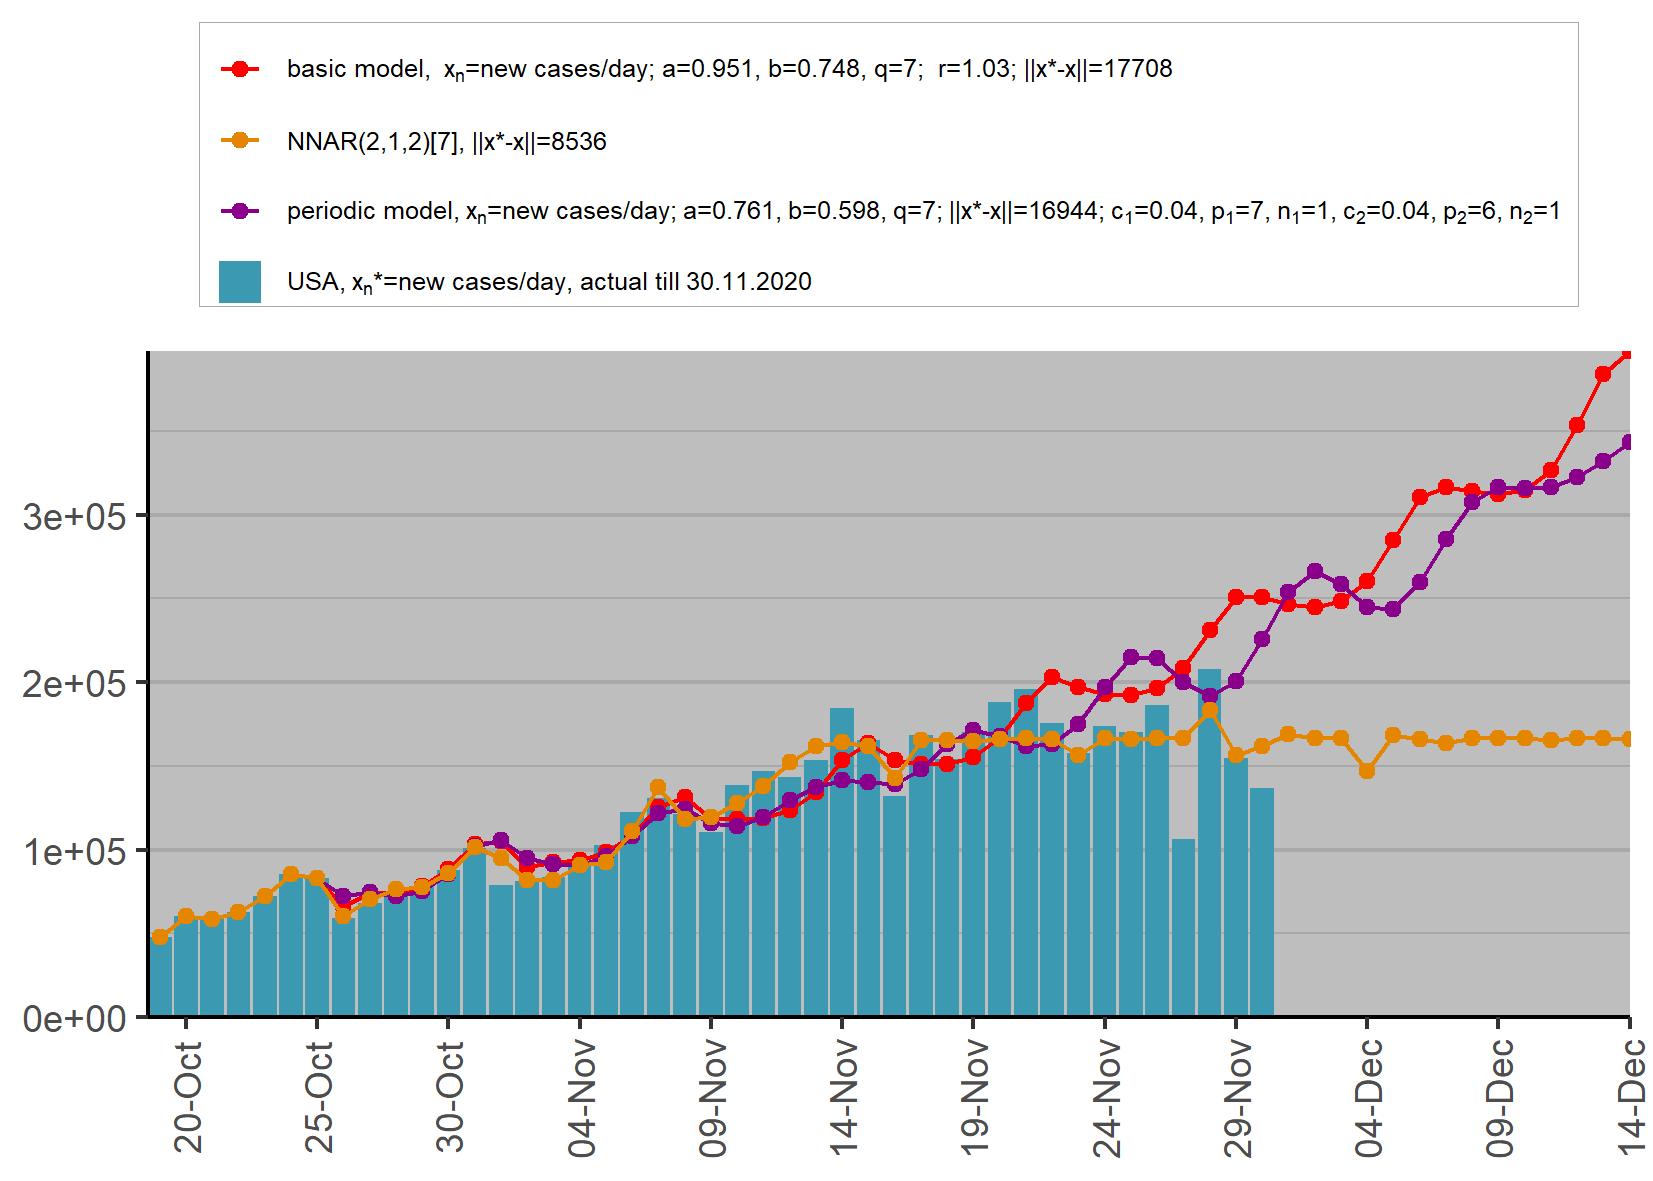 basic model, xₙ=new cases/day; a=0.951, b=0.748, q=7; r=1.03; ||x*-x||=17708
NNAR(2,1,2)[7], ||x*-x||=8536
periodic model, xₙ=new cases/day; a=0.761, b=0.598, q=7; ||x*-x||=16944; c₁=0.04, p₁=7, n₁=1, c₂=0.04, p₂=6, n₂=1
USA, xₙ*=new cases/day, actual till 30.11.2020
3e+05
2e+05
1e+05
0e+00
20-Oct
25-Oct
30-Oct
04-Nov
09-Nov
14-Nov
19-Nov
24-Nov
29-Nov
04-Dec
09-Dec
14-Dec